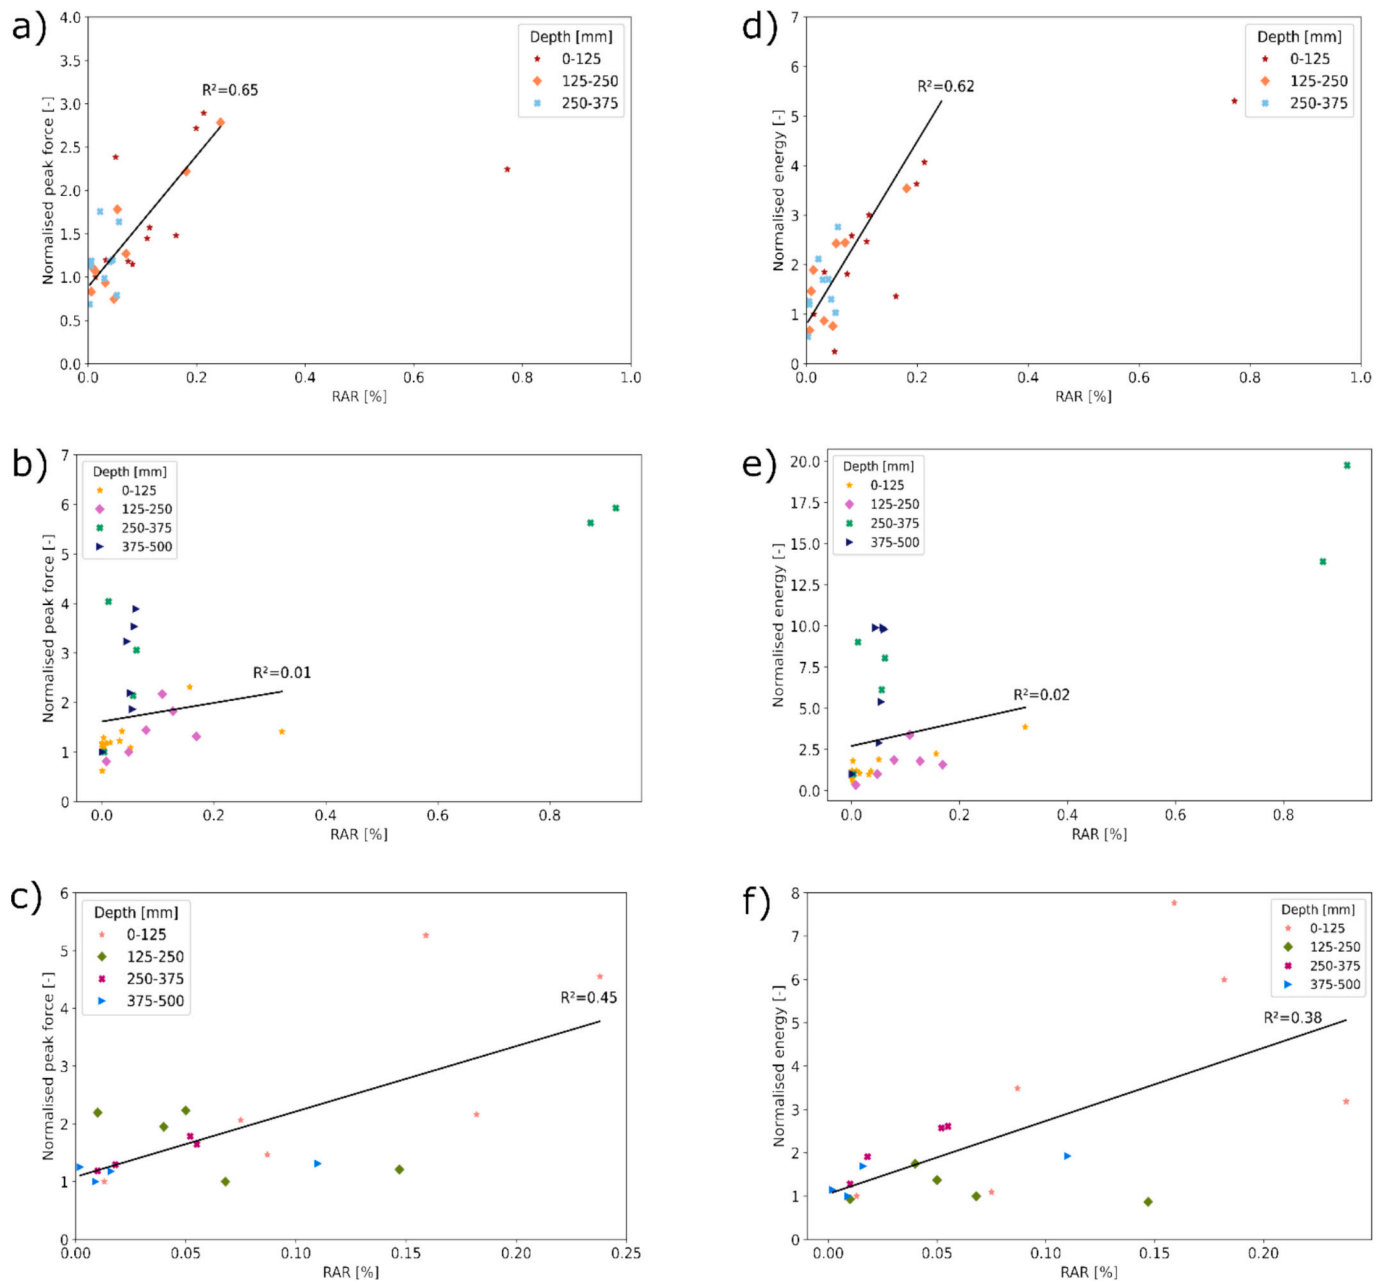 a)
4.0
3.5
3.0
2.5
2.0
1.5
1.0
0.5
0.0
Normalised peak force [-]
Depth [mm]
0-125
125-250
250-375
R²=0.65
0.0 0.2 0.4 0.6 0.8 1.0
RAR [%]
d)
7
6
5
4
3
2
1
0
Normalised energy [-]
Depth [mm]
0-125
125-250
250-375
R²=0.62
0.0 0.2 0.4 0.6 0.8 1.0
RAR [%]
b)
7
6
5
4
3
2
1
0
Normalised peak force [-]
Depth [mm]
0-125
125-250
250-375
375-500
R²=0.01
0.0 0.2 0.4 0.6 0.8
RAR [%]
e)
20.0
17.5
15.0
12.5
10.0
7.5
5.0
2.5
0.0
Normalised energy [-]
Depth [mm]
0-125
125-250
250-375
375-500
R²=0.02
0.0 0.2 0.4 0.6 0.8
RAR [%]
c)
6
5
4
3
2
1
0
Normalised peak force [-]
Depth [mm]
0-125
125-250
250-375
375-500
R²=0.45
0.00 0.05 0.10 0.15 0.20 0.25
RAR [%]
f)
8
7
6
5
4
3
2
1
0
Normalised energy [-]
Depth [mm]
0-125
125-250
250-375
375-500
R²=0.38
0.00 0.05 0.10 0.15 0.20
RAR [%]